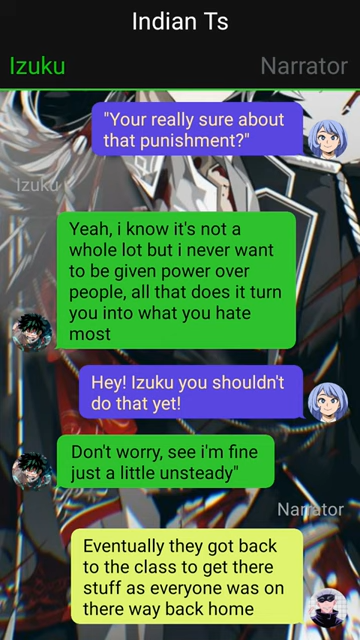 Indian Ts
Izuku Narrator
"Your really sure about
that punishment?"
Izuku
Yeah, i know it's not a
whole lot but i never want
to be given power over
people, all that does it turn
you into what you hate
most
Hey! Izuku you shouldn't
do that yet!
Don't worry, see i'm fine
just a little unsteady"
Narrator
Eventually they got back
to the class to get there
stuff as everyone was on
there way back home